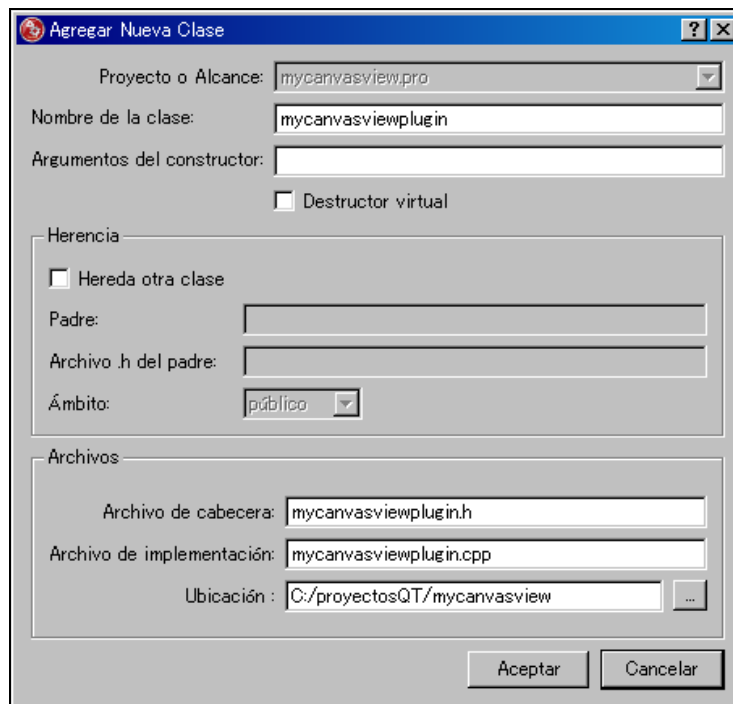 Agregar Nueva Clase
Proyecto o Alcance: mycanvasview.pro
Nombre de la clase: mycanvasviewplugin
Argumentos del constructor:
Destructor virtual
Herencia
Hereda otra clase
Padre:
Archivo .h del padre:
Ámbito: público
Archivos
Archivo de cabecera: mycanvasviewplugin.h
Archivo de implementación: mycanvasviewplugin.cpp
Ubicación : C:/proyectosQT/mycanvasview ...
Aceptar Cancelar